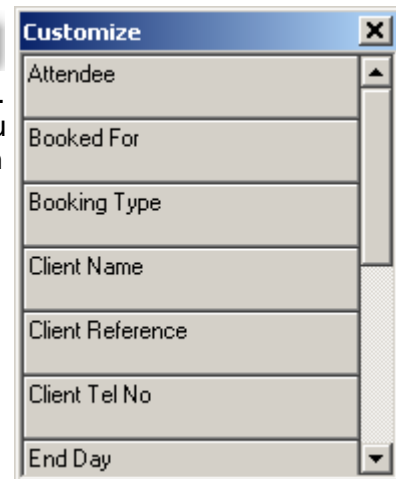 Customize
Attendee
Booked For
Booking Type
Client Name
Client Reference
Client Tel No
End Day